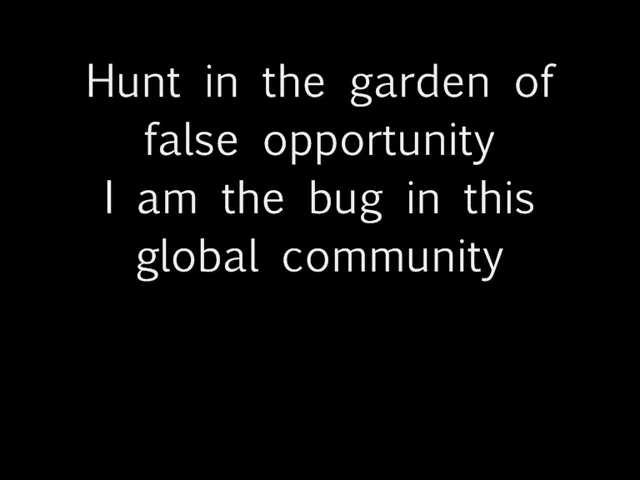 Hunt in the garden of
false opportunity
I am the bug in this
global community